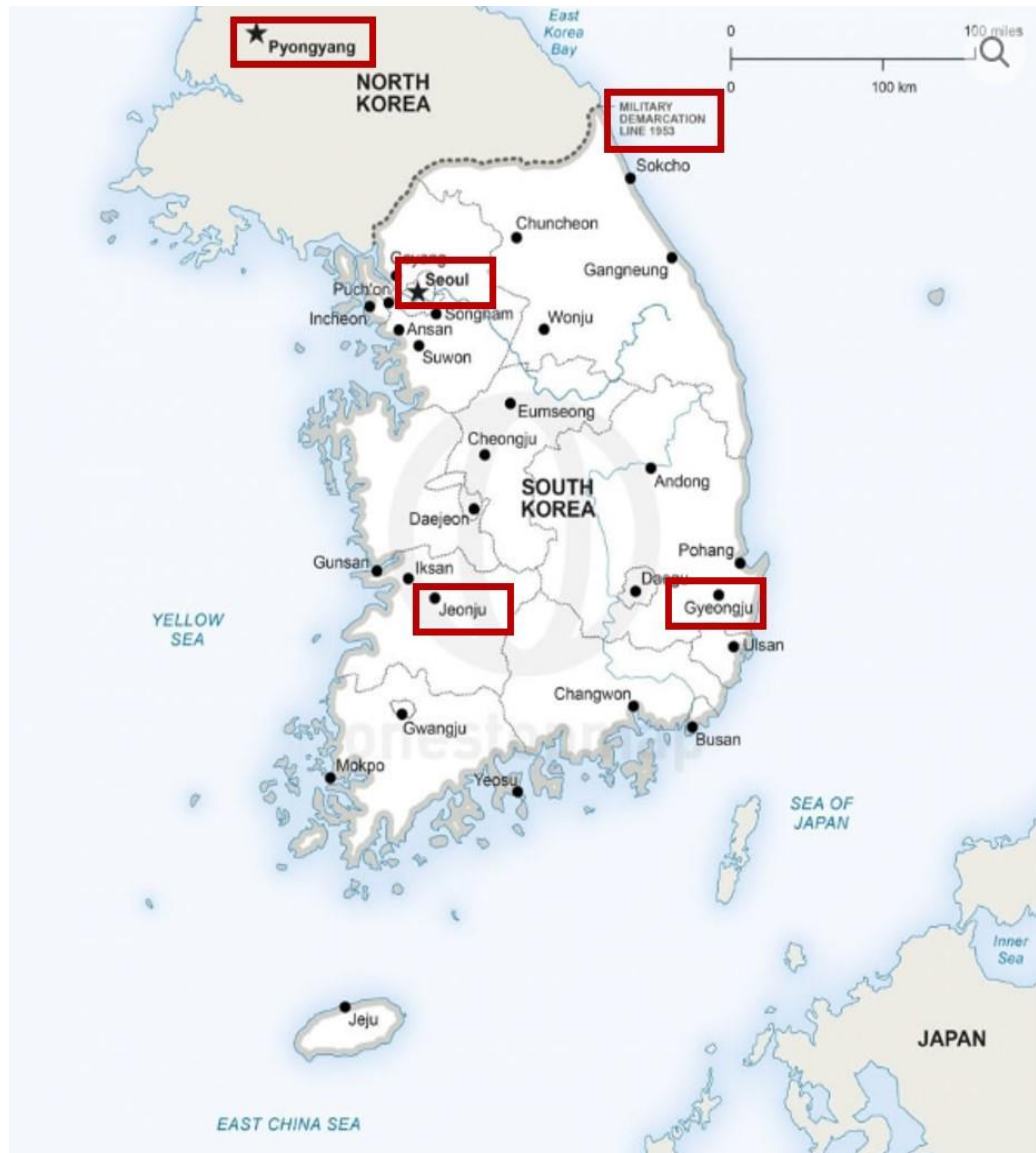 East
Korea
Bay
0
100 miles
0
100 km
Pyongyang
NORTH
KOREA
MILITARY
DEMARCATION
LINE 1953
Sokcho
Chuncheon
Gangneung
Goyang
Seoul
Puch'on
Incheon
Songnam
Ansan
Wonju
Suwon
Eumseong
Cheongju
Andong
SOUTH
KOREA
Daejeon
Pohang
Gunsan
Iksan
Daegu
Jeonju
Gyeongju
YELLOW
SEA
Ulsan
Changwon
Gwangju
Busan
Mokpo
Yeosu
SEA OF
JAPAN
Inner
Sea
Jeju
JAPAN
EAST CHINA SEA